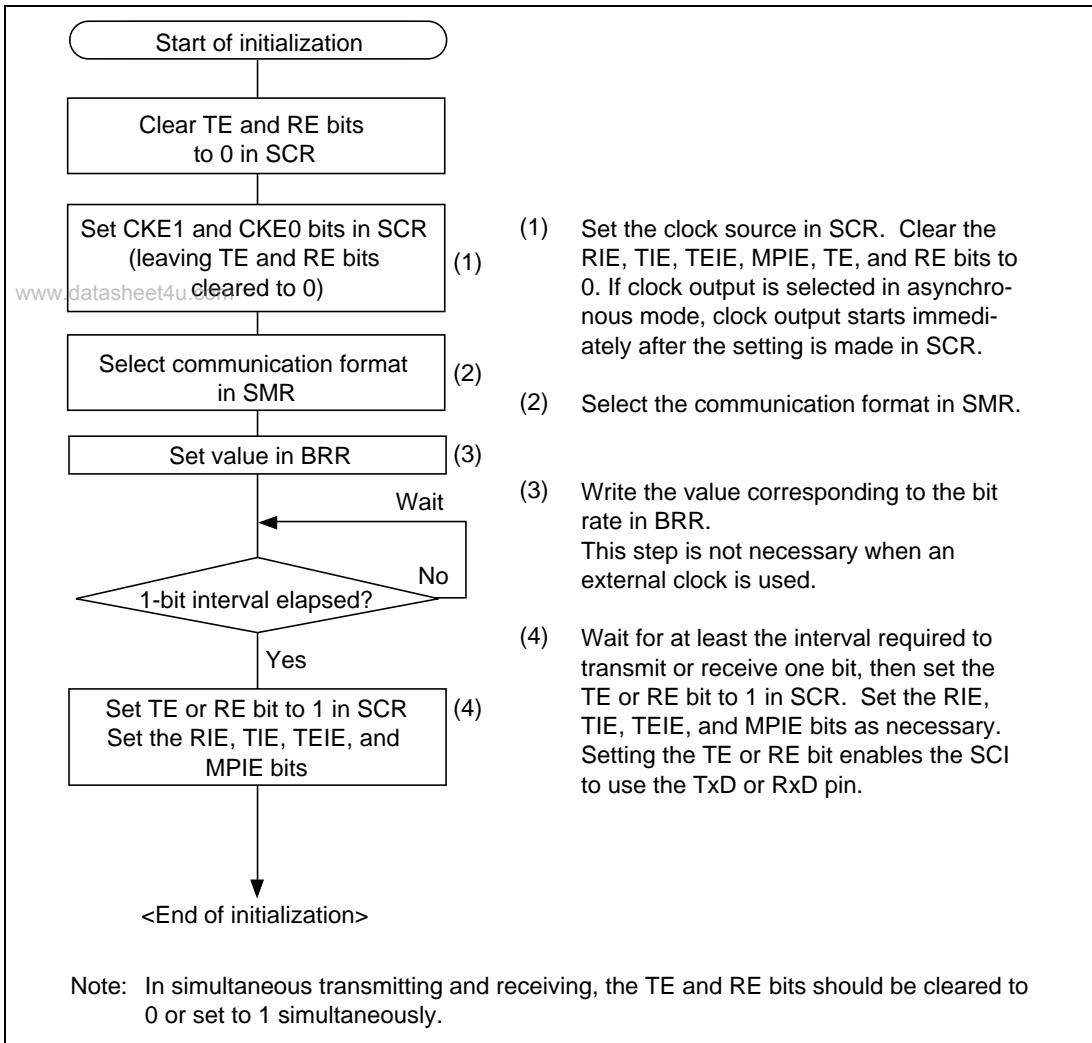 Start of initialization
Clear TE and RE bits
to 0 in SCR
Set CKE1 and CKE0 bits in SCR
(leaving TE and RE bits
cleared to 0)
(1)
www.datasheet4u.com
Select communication format
in SMR
(2)
Set value in BRR
(3)
Wait
No
1-bit interval elapsed?
Yes
Set TE or RE bit to 1 in SCR
Set the RIE, TIE, TEIE, and
MPIE bits
(4)
<End of initialization>
(1) Set the clock source in SCR. Clear the
RIE, TIE, TEIE, MPIE, TE, and RE bits to
0. If clock output is selected in asynchro-
nous mode, clock output starts immedi-
ately after the setting is made in SCR.
(2) Select the communication format in SMR.
(3) Write the value corresponding to the bit
rate in BRR.
This step is not necessary when an
external clock is used.
(4) Wait for at least the interval required to
transmit or receive one bit, then set the
TE or RE bit to 1 in SCR. Set the RIE,
TIE, TEIE, and MPIE bits as necessary.
Setting the TE or RE bit enables the SCI
to use the TxD or RxD pin.
Note: In simultaneous transmitting and receiving, the TE and RE bits should be cleared to
0 or set to 1 simultaneously.